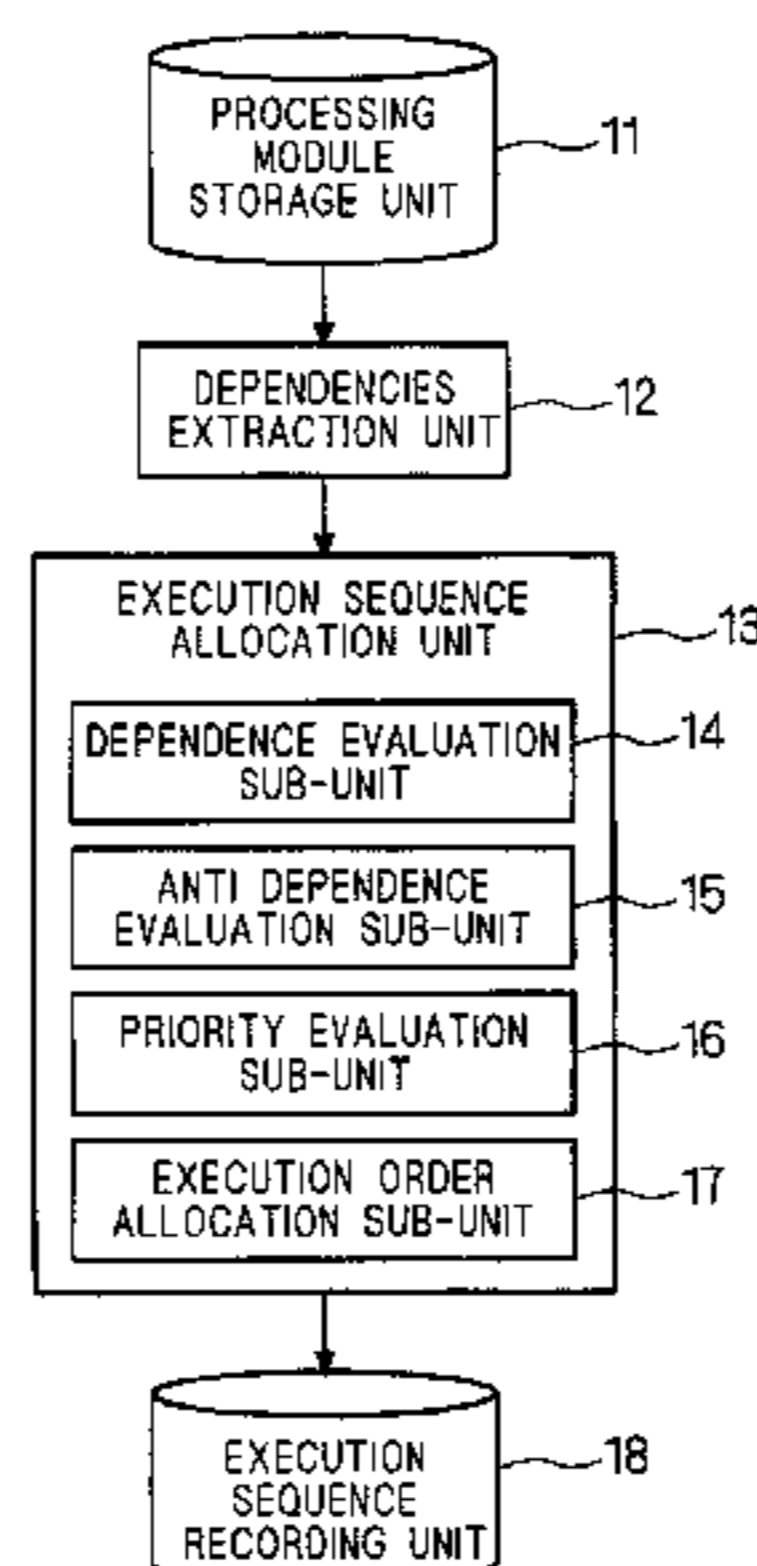 PROCESSING
MODULE
STORAGE UNIT
11
DEPENDENCIES
EXTRACTION UNIT
12
EXECUTION SEQUENCE
ALLOCATION UNIT
13
DEPENDENCE EVALUATION
SUB-UNIT
14
ANTI DEPENDENCE
EVALUATION SUB-UNIT
15
PRIORITY EVALUATION
SUB-UNIT
16
EXECUTION ORDER
ALLOCATION SUB-UNIT
17
EXECUTION
SEQUENCE
RECORDING UNIT
18